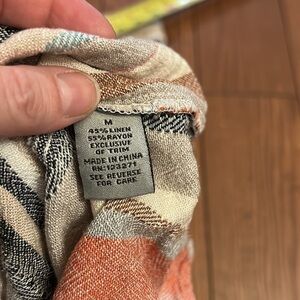 M
45% LINEN
55% RAYON
EXCLUSIVE
OF TRIM
MADE IN CHINA
RN: 123271
SEE REVERSE
FOR CARE